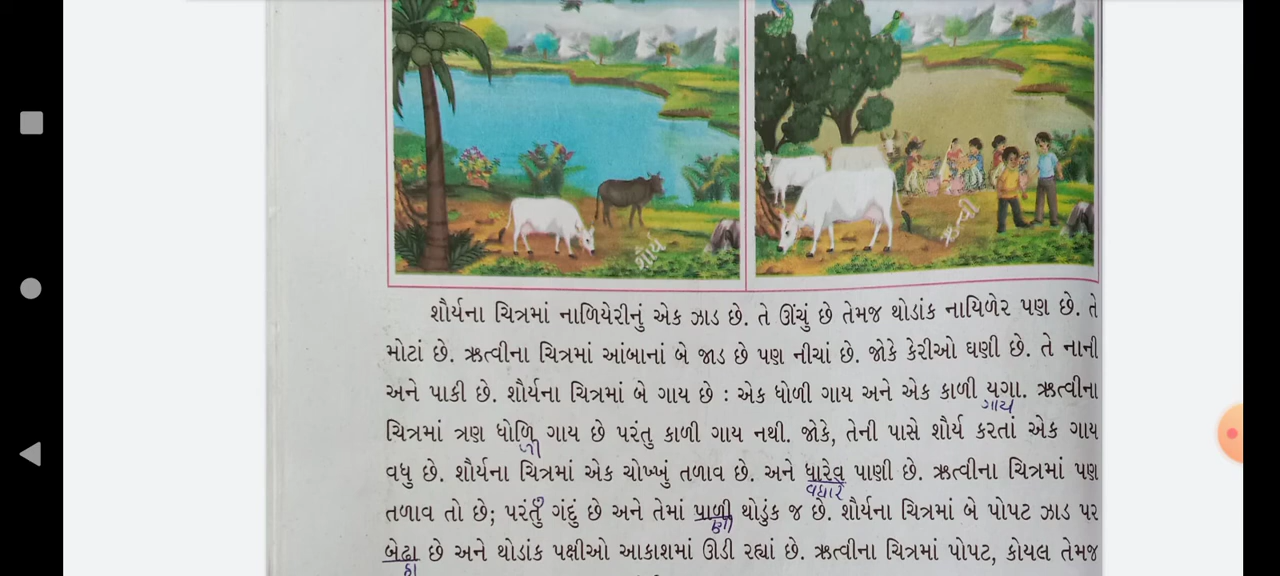 શૌર્ય
ઋત્વી
શૌર્યના ચિત્રમાં નાળિયેરીનું એક ઝાડ છે. તે ઊંચું છે તેમજ થોડાંક નાયિળેર પણ છે. તે
મોટાં છે. ઋત્વીના ચિત્રમાં આંબાનાં બે જાડ છે પણ નીચાં છે. જોકે કેરીઓ ઘણી છે. તે નાની
અને પાકી છે. શૌર્યના ચિત્રમાં બે ગાય છે : એક ધોળી ગાય અને એક કાળી યગા. ઋત્વીના
ગાય
ચિત્રમાં ત્રણ ધોળિ ગાય છે પરંતુ કાળી ગાય નથી. જોકે, તેની પાસે શૌર્ય કરતાં એક ગાય
ળી
વધુ છે. શૌર્યના ચિત્રમાં એક ચોખ્ખું તળાવ છે. અને ધારેવ પાણી છે. ઋત્વીના ચિત્રમાં પણ
વધારે
તળાવ તો છે; પરંતુઁ ગંદું છે અને તેમાં પાળી થોડુંક જ છે. શૌર્યના ચિત્રમાં બે પોપટ ઝાડ પર
ણી
બેઢા છે અને થોડાંક પક્ષીઓ આકાશમાં ઊડી રહ્યાં છે. ઋત્વીના ચિત્રમાં પોપટ, કોયલ તેમજ
ઠા